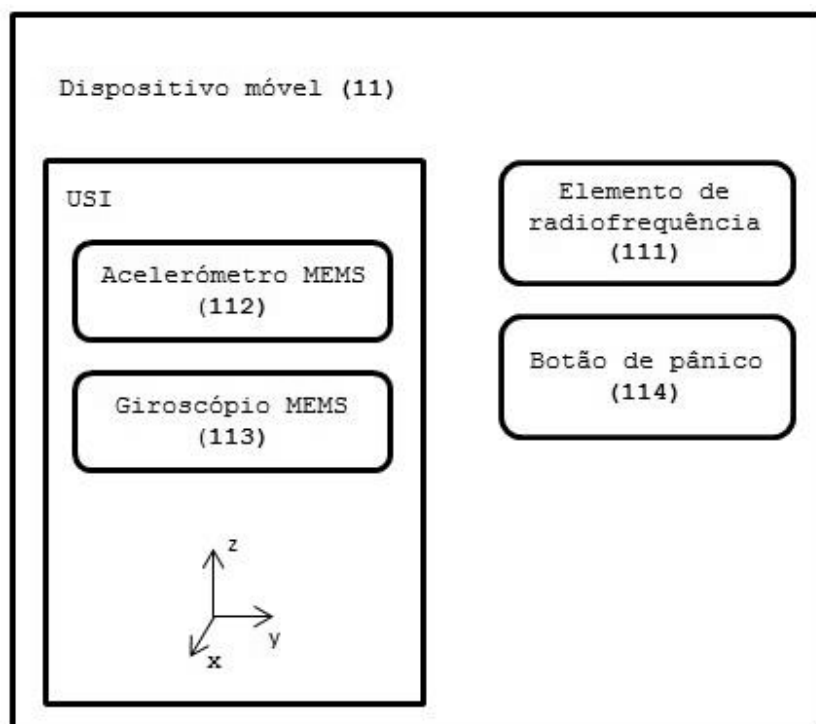 Dispositivo móvel (11)
USI
Acelerómetro MEMS
(112)
Giroscópio MEMS
(113)
z
y
x
Elemento de
radiofrequência
(111)
Botão de pânico
(114)